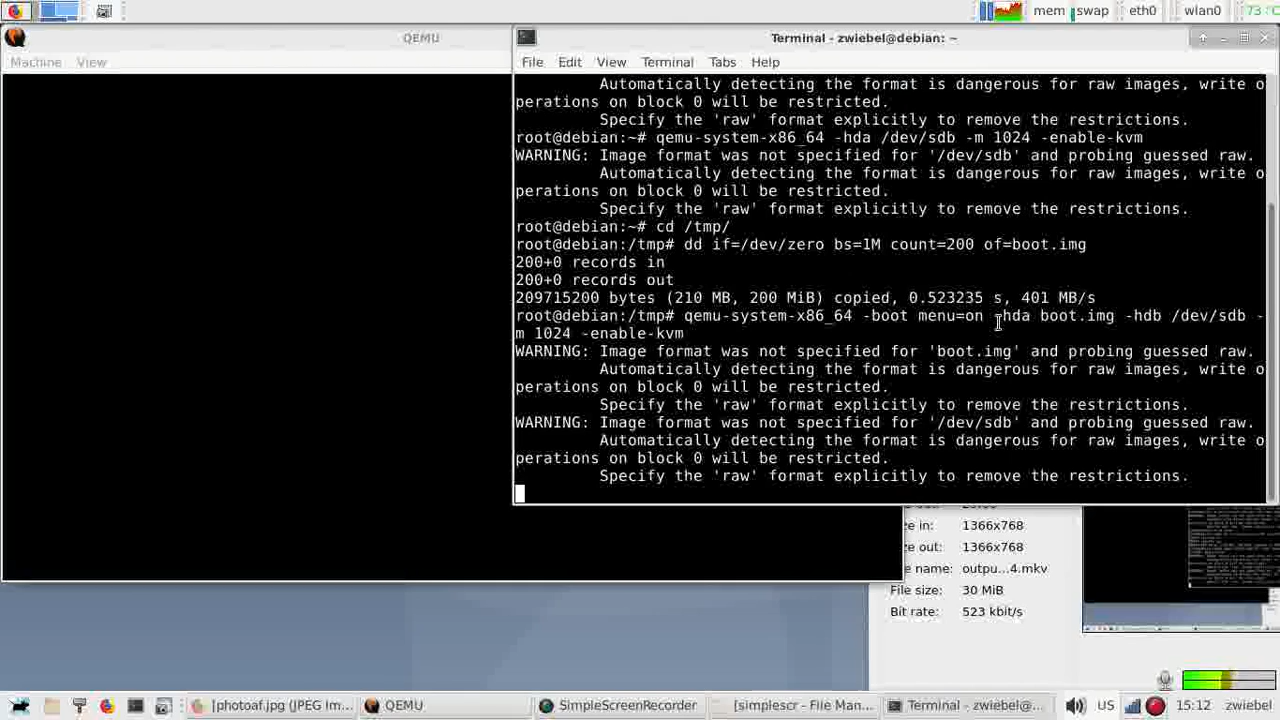 mem swap eth0 wlan0 73 °C
QEMU
Machine View
Terminal - zwiebel@debian: ~
File Edit View Terminal Tabs Help
Automatically detecting the format is dangerous for raw images, write o
perations on block 0 will be restricted.
Specify the 'raw' format explicitly to remove the restrictions.
root@debian:~# qemu-system-x86_64 -hda /dev/sdb -m 1024 -enable-kvm
WARNING: Image format was not specified for '/dev/sdb' and probing guessed raw.
Automatically detecting the format is dangerous for raw images, write o
perations on block 0 will be restricted.
Specify the 'raw' format explicitly to remove the restrictions.
root@debian:~# cd /tmp/
root@debian:/tmp# dd if=/dev/zero bs=1M count=200 of=boot.img
200+0 records in
200+0 records out
209715200 bytes (210 MB, 200 MiB) copied, 0.523235 s, 401 MB/s
root@debian:/tmp# qemu-system-x86_64 -boot menu=on -hda boot.img -hdb /dev/sdb -
m 1024 -enable-kvm
WARNING: Image format was not specified for 'boot.img' and probing guessed raw.
Automatically detecting the format is dangerous for raw images, write o
perations on block 0 will be restricted.
Specify the 'raw' format explicitly to remove the restrictions.
WARNING: Image format was not specified for '/dev/sdb' and probing guessed raw.
Automatically detecting the format is dangerous for raw images, write o
perations on block 0 will be restricted.
Specify the 'raw' format explicitly to remove the restrictions.
ze in: 1366x768
ze out: 1366x768
name: outpu...4.mkv
File size: 30 MiB
Bit rate: 523 kbit/s
[photoaf.jpg (JPEG Im... QEMU SimpleScreenRecorder [simplescr - File Man... Terminal - zwiebel@... US 15:12 zwiebel